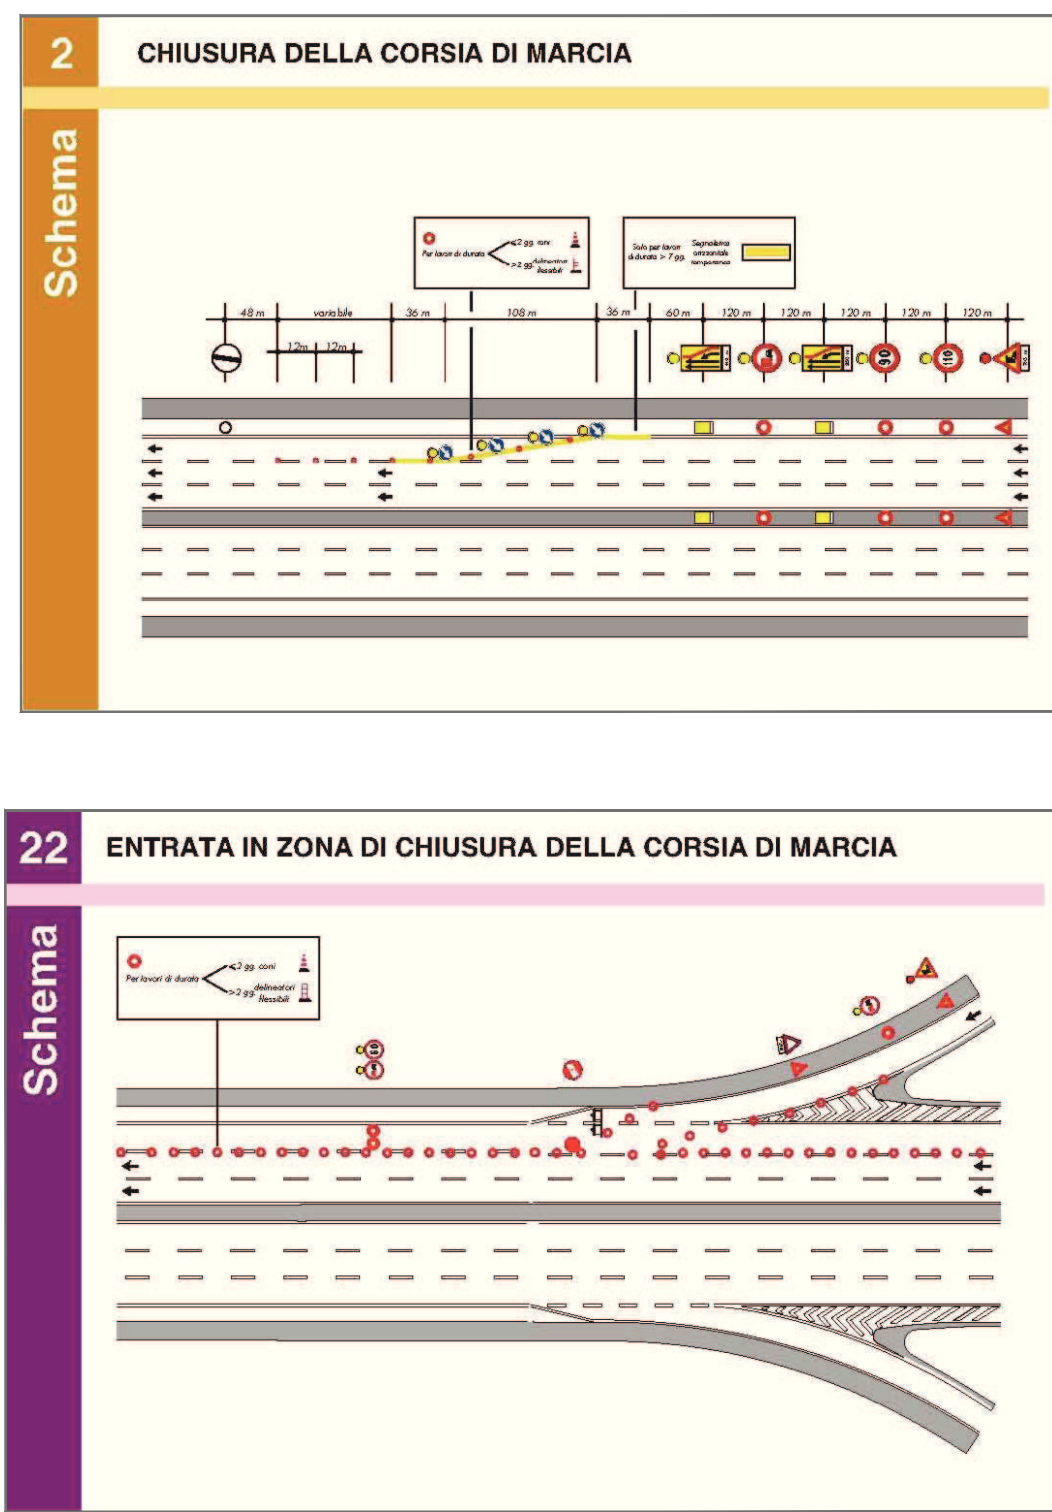 2
CHIUSURA DELLA CORSIA DI MARCIA
Schema
Per lavori di durata
⩽2 gg. coni
>2 gg. delineatori
flessibili
Solo per lavori
di durata > 7 gg.
Segnaletica
orizzontale
temporanea
48 m
variabile
36 m
108 m
36 m
60 m
120 m
120 m
120 m
120 m
120 m
12m
12m
90
110
22
ENTRATA IN ZONA DI CHIUSURA DELLA CORSIA DI MARCIA
Schema
Per lavori di durata
⩽2 gg. coni
>2 gg. delineatori
flessibili